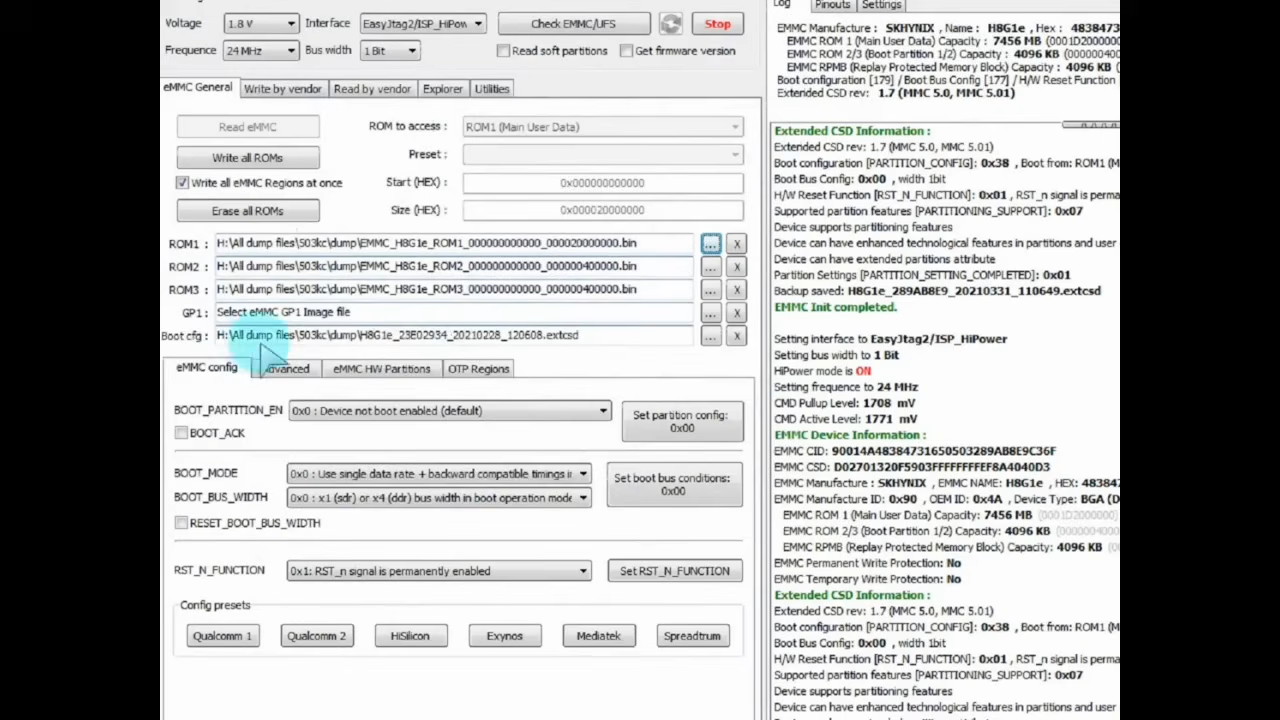 Log Pinouts Settings
Voltage 1.8 V Interface EasyJtag2/ISP_HiPow Check EMMC/UFS Stop
Frequency 24 MHz Bus width 1 Bit Read soft partitions Get firmware version
eMMC General Write by vendor Read by vendor Explorer Utilities
Read eMMC ROM to access : ROM1 (Main User Data)
Write all ROMs Preset :
Write all eMMC Regions at once Start (HEX) : 0x000000000000
Erase all ROMs Size (HEX) : 0x000020000000
ROM1 : H:\All dump files\503kc\dump\EMMC_H8G1e_ROM1_000000000000_000020000000.bin ... X
ROM2 : H:\All dump files\503kc\dump\EMMC_H8G1e_ROM2_000000000000_000000400000.bin ... X
ROM3 : H:\All dump files\503kc\dump\EMMC_H8G1e_ROM3_000000000000_000000400000.bin ... X
GP1 : Select eMMC GP1 Image file ... X
Boot cfg : H:\All dump files\503kc\dump\H8G1e_23E02934_20210228_120608.extcsd ... X
eMMC config dvanced eMMC HW Partitions OTP Regions
BOOT_PARTITION_EN 0x0 : Device not boot enabled (default) Set partition config:
0x00
BOOT_ACK
BOOT_MODE 0x0 : Use single data rate + backward compatible timings i Set boot bus conditions:
0x00
BOOT_BUS_WIDTH 0x0 : x1 (sdr) or x4 (ddr) bus width in boot operation mode
RESET_BOOT_BUS_WIDTH
RST_N_FUNCTION 0x1: RST_n signal is permanently enabled Set RST_N_FUNCTION
Config presets
Qualcomm 1 Qualcomm 2 HiSilicon Exynos Mediatek Spreadtrum
EMMC Manufacture : SKHYNIX , Name : H8G1e , Hex : 4838473
EMMC ROM 1 (Main User Data) Capacity : 7456 MB (0001D2000000
EMMC ROM 2/3 (Boot Partition 1/2) Capacity : 4096 KB (000000400
EMMC RPMB (Replay Protected Memory Block) Capacity : 4096 KB (
Boot configuration [179] / Boot Bus Config [177] / H/W Reset Function
Extended CSD rev: 1.7 (MMC 5.0, MMC 5.01)
Extended CSD Information :
Extended CSD rev: 1.7 (MMC 5.0, MMC 5.01)
Boot configuration [PARTITION_CONFIG]: 0x38 , Boot from: ROM1 (M
Boot Bus Config: 0x00 , width 1bit
H/W Reset Function [RST_N_FUNCTION]: 0x01 , RST_n signal is perma
Supported partition features [PARTITIONING_SUPPORT]: 0x07
Device supports partitioning features
Device can have enhanced technological features in partitions and user
Device can have extended partitions attribute
Partition Settings [PARTITION_SETTING_COMPLETED]: 0x01
Backup saved: H8G1e_289AB8E9_20210331_110649.extcsd
EMMC Init completed.
Setting interface to EasyJtag2/ISP_HiPower
Setting bus width to 1 Bit
HiPower mode is ON
Setting frequency to 24 MHz
CMD Pullup Level: 1708 mV
CMD Active Level: 1771 mV
EMMC Device Information :
EMMC CID: 90014A48384731650503289AB8E9C36F
EMMC CSD: D02701320F5903FFFFFFFFEF8A4040D3
EMMC Manufacture : SKHYNIX , EMMC NAME: H8G1e , HEX: 483847
EMMC Manufacture ID: 0x90 , OEM ID: 0x4A , Device Type: BGA (D
EMMC ROM 1 (Main User Data) Capacity: 7456 MB (0001D2000000
EMMC ROM 2/3 (Boot Partition 1/2) Capacity: 4096 KB (0000004000
EMMC RPMB (Replay Protected Memory Block) Capacity: 4096 KB (0
EMMC Permanent Write Protection: No
EMMC Temporary Write Protection: No
Extended CSD Information :
Extended CSD rev: 1.7 (MMC 5.0, MMC 5.01)
Boot configuration [PARTITION_CONFIG]: 0x38 , Boot from: ROM1 (M
Boot Bus Config: 0x00 , width 1bit
H/W Reset Function [RST_N_FUNCTION]: 0x01 , RST_n signal is perma
Supported partition features [PARTITIONING_SUPPORT]: 0x07
Device supports partitioning features
Device can have enhanced technological features in partitions and user